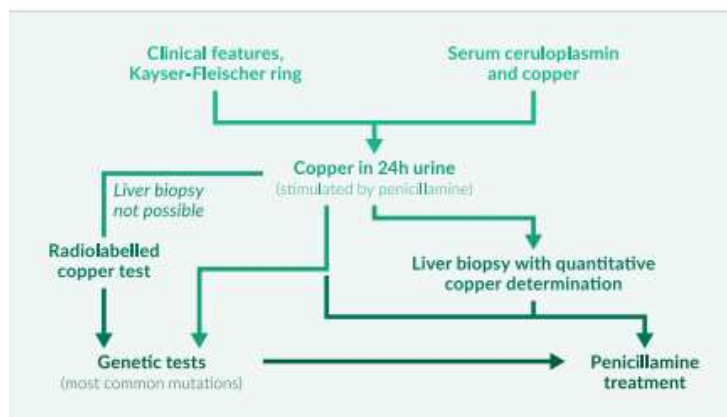 Clinical features,
Kayser-Fleischer ring
Serum ceruloplasmin
and copper
Copper in 24h urine
(stimulated by penicillamine)
Liver biopsy
not possible
Radiolabelled
copper test
Liver biopsy with quantitative
copper determination
Genetic tests
(most common mutations)
Penicillamine
treatment